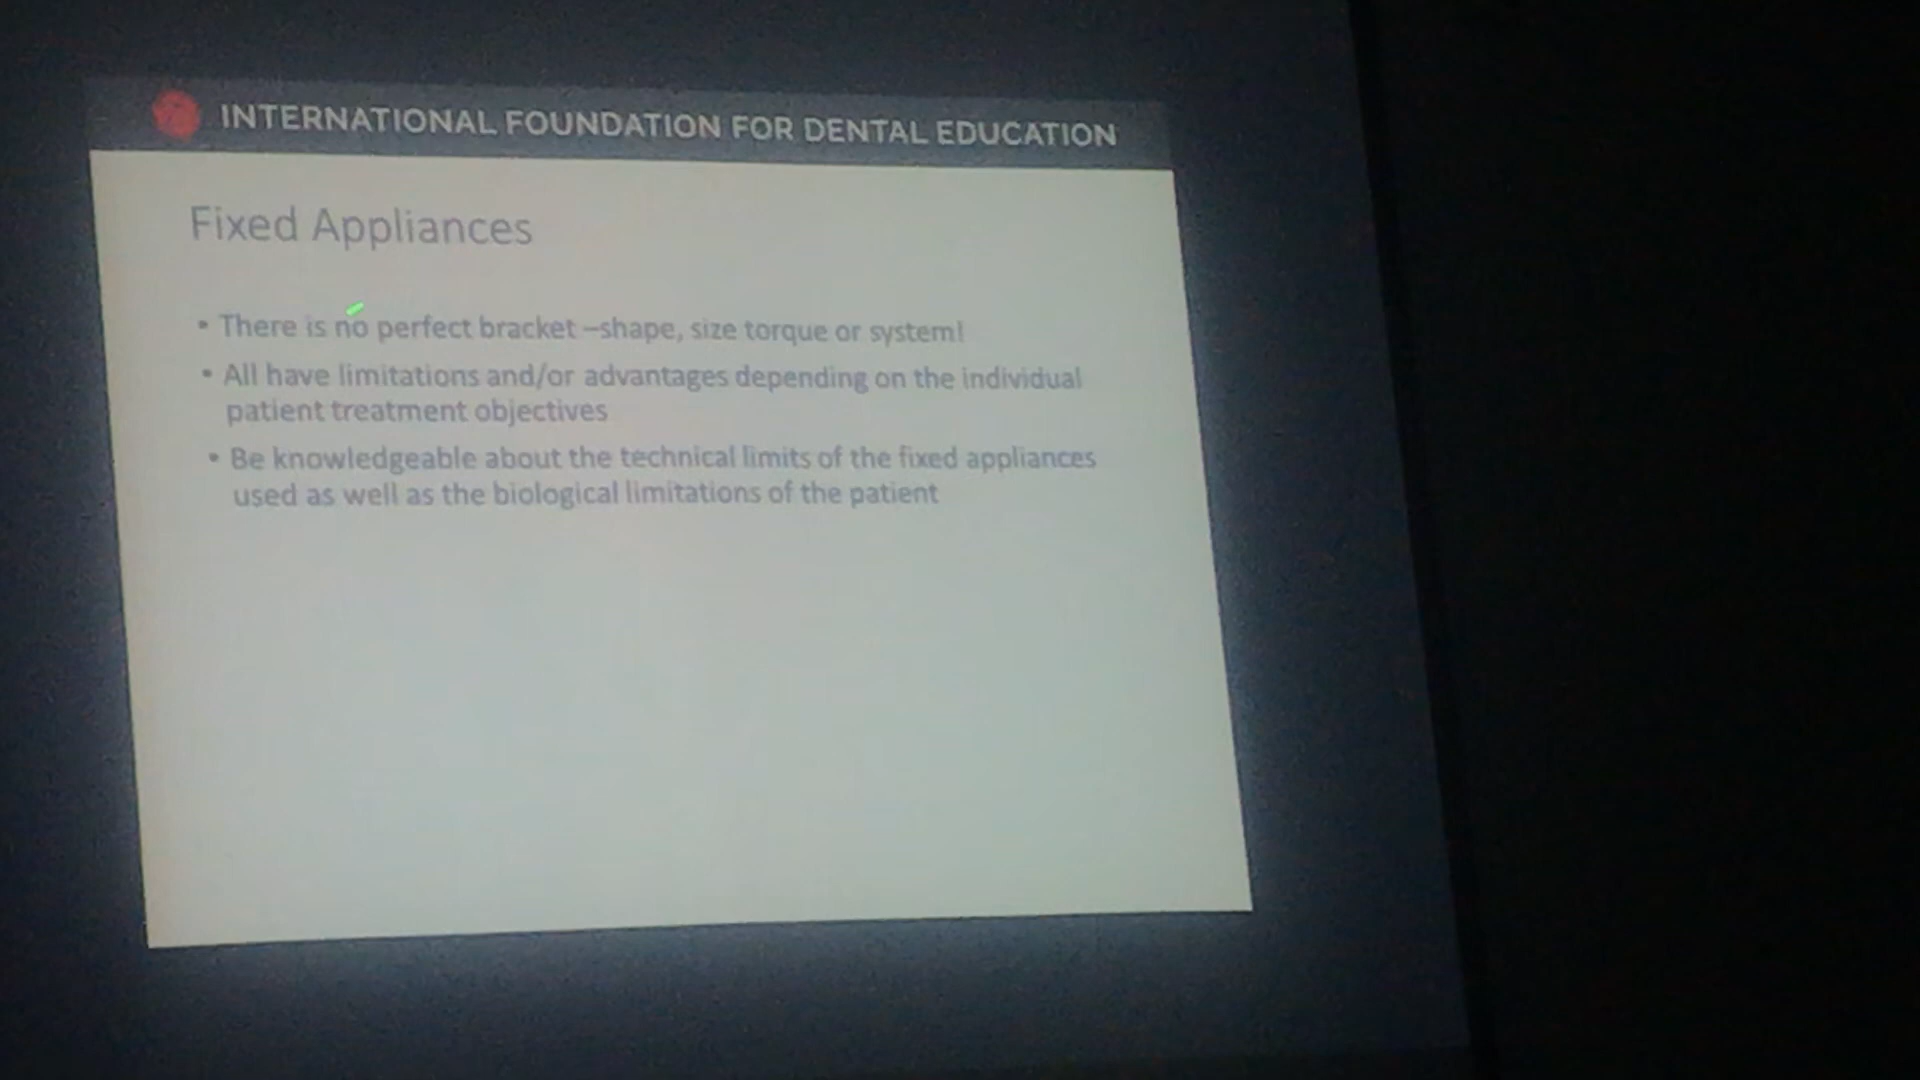 INTERNATIONAL FOUNDATION FOR DENTAL EDUCATION
Fixed Appliances
• There is no perfect bracket –shape, size torque or system!
• All have limitations and/or advantages depending on the individual
patient treatment objectives
• Be knowledgeable about the technical limits of the fixed appliances
used as well as the biological limitations of the patient